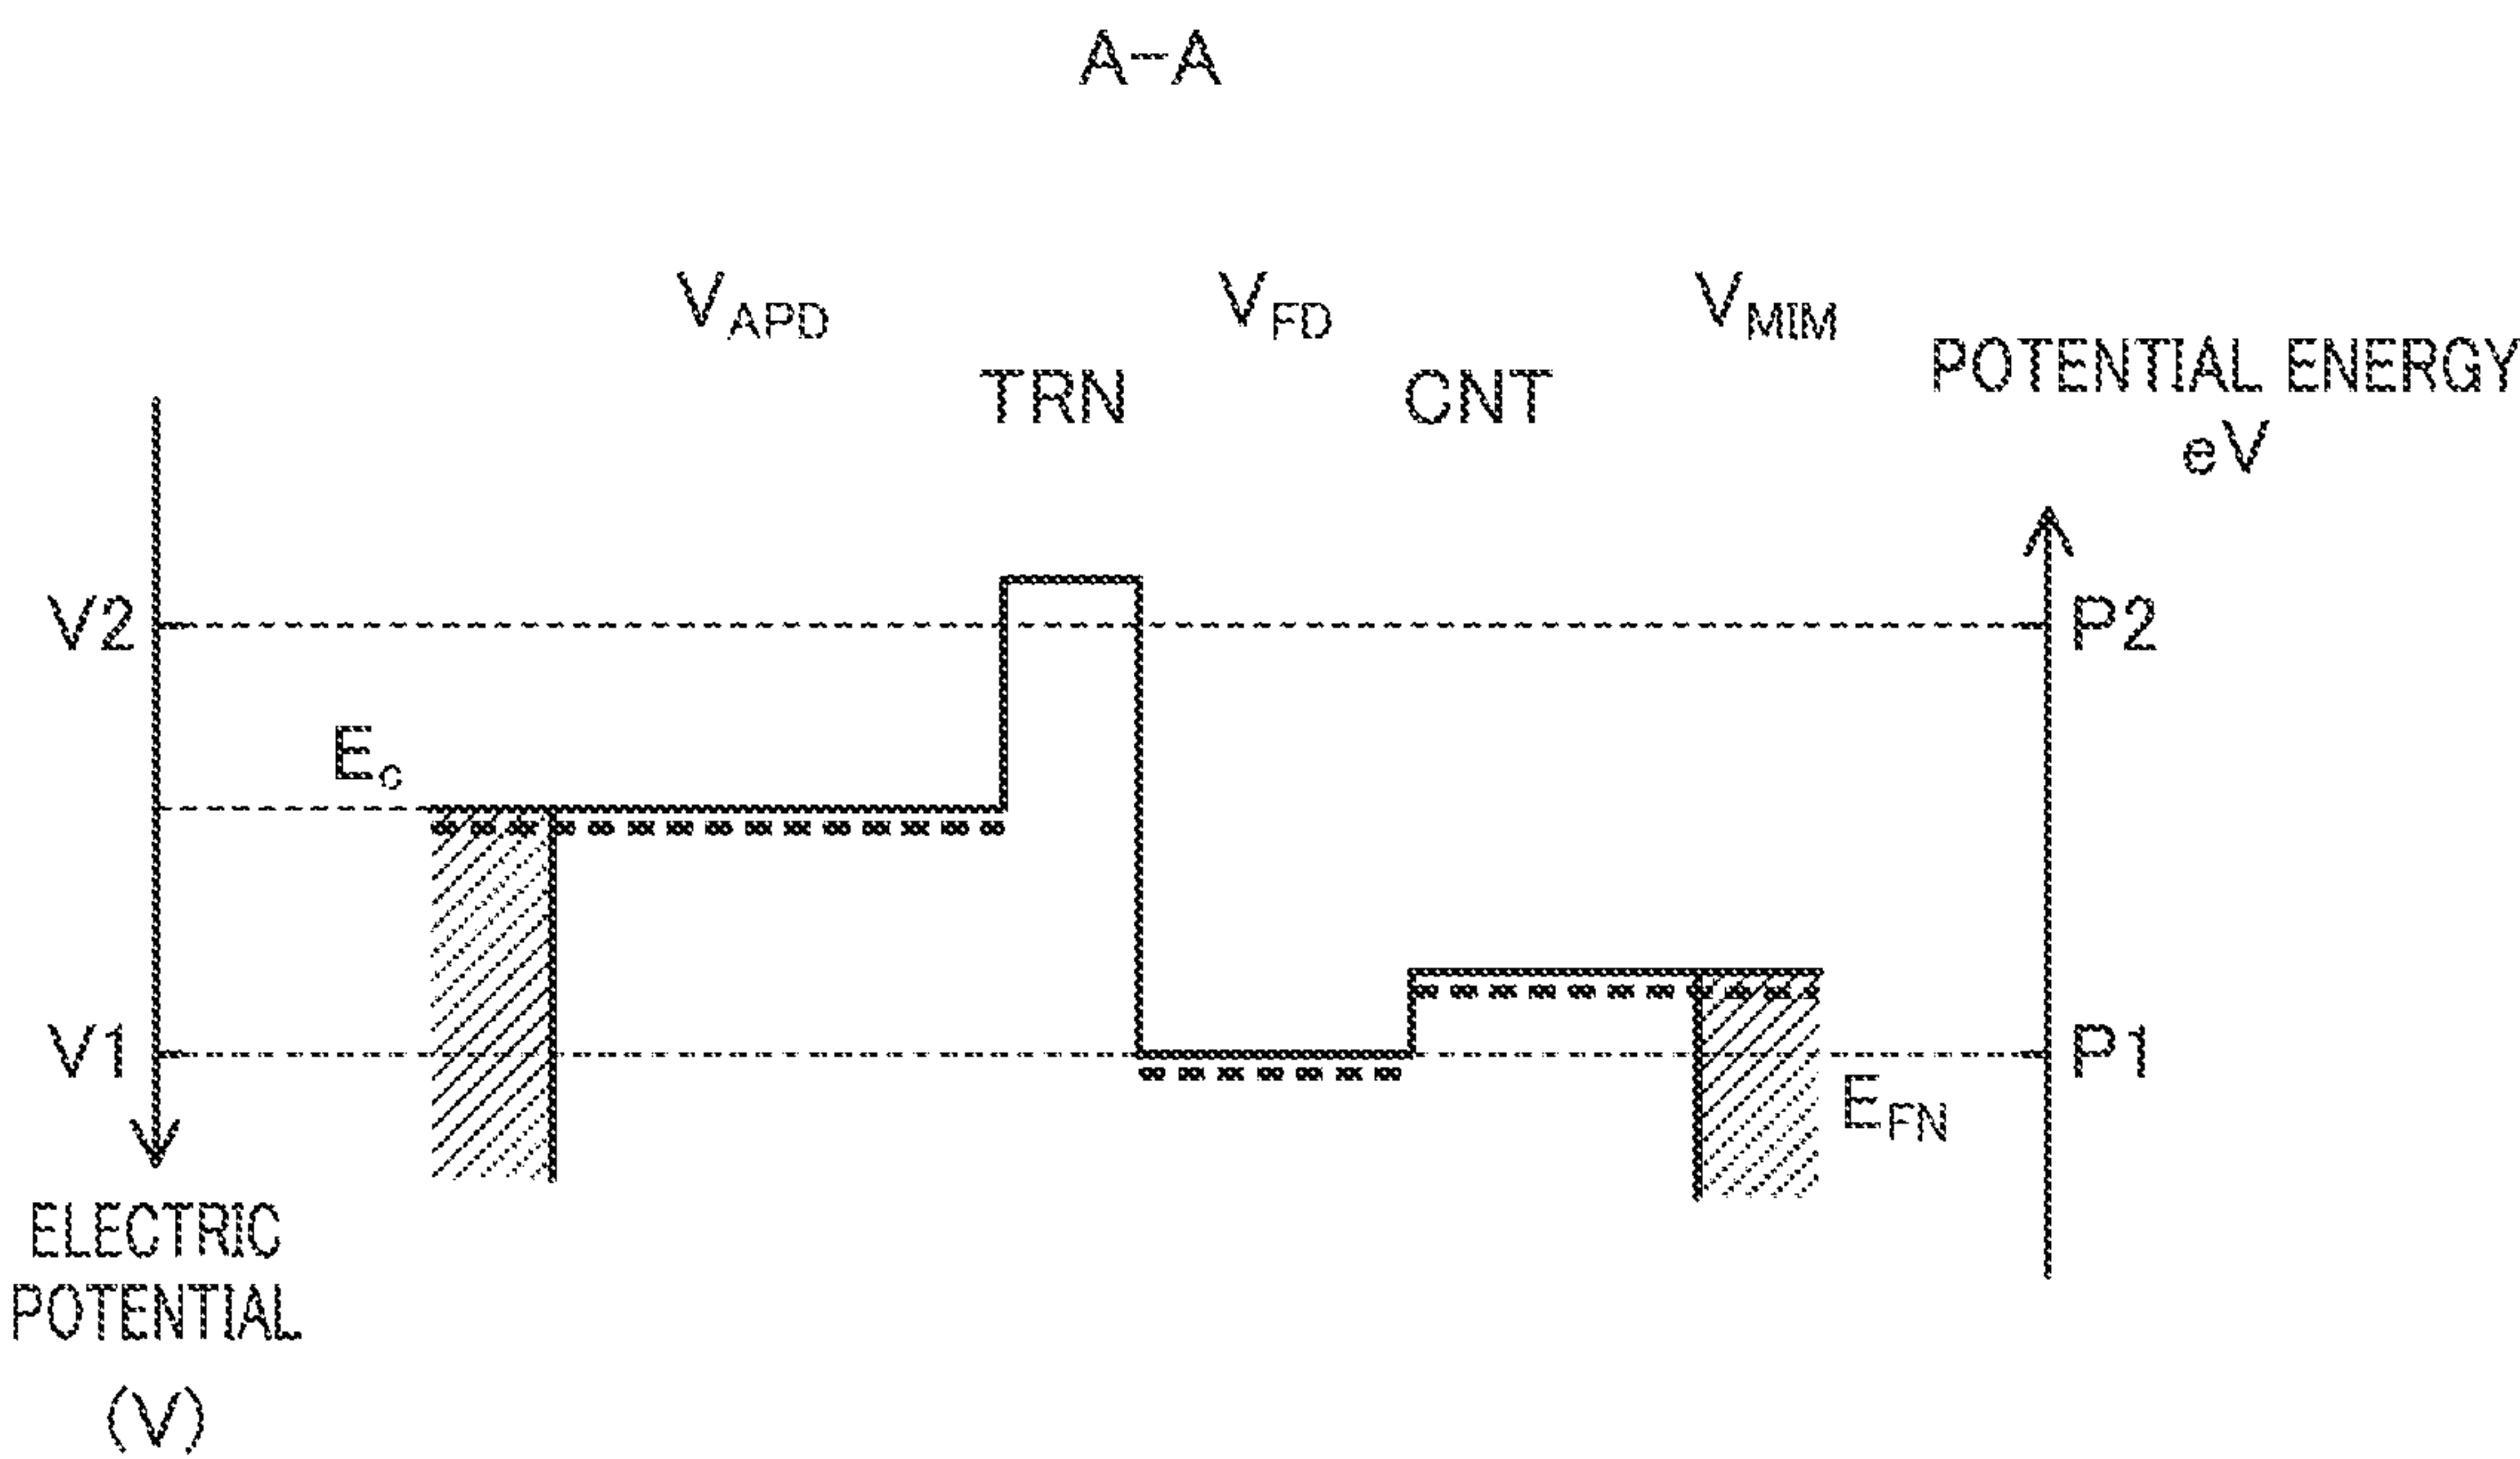 A-A
VAPD VFD VMIM
TRN CNT
POTENTIAL ENERGY
eV
V2 P2
Ec
V1 P1
EFN
ELECTRIC
POTENTIAL
(V)